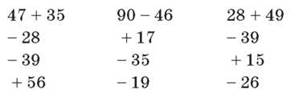 47 + 35 90 – 46 28 + 49
– 28 + 17 – 39
– 39 – 35 + 15
+ 56 – 19 – 26